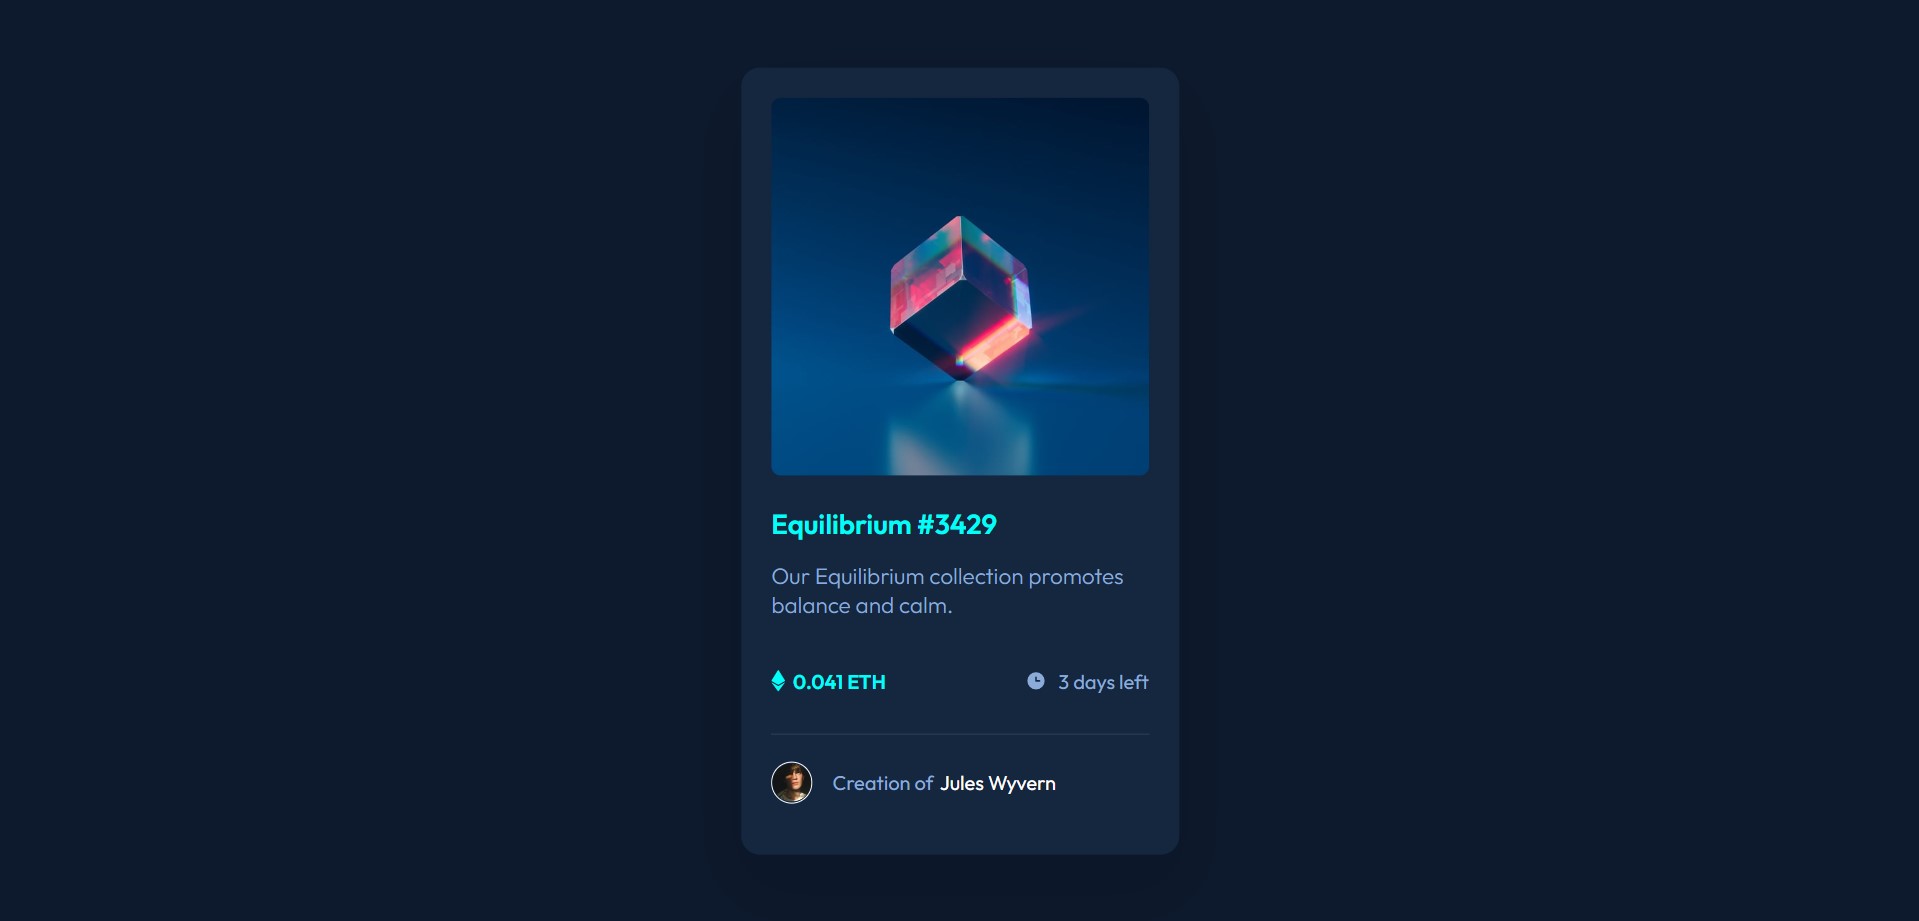 Equilibrium #3429
Our Equilibrium collection promotes
balance and calm.
0.041 ETH
3 days left
Creation of Jules Wyvern